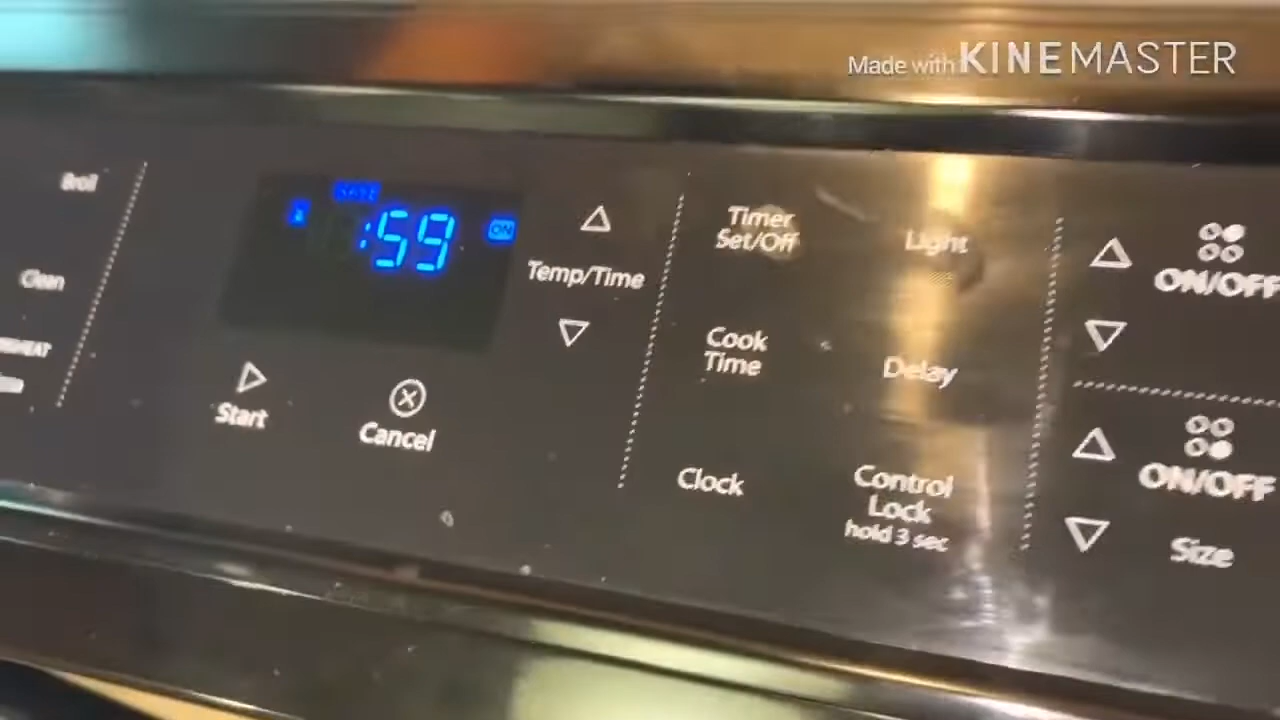 Made with KINEMASTER
Broil
Clean
:59
ON
Temp/Time
Start
Cancel
Timer
Set/Off
Light
Cook
Time
Delay
Clock
Control
Lock
hold 3 sec
ON/OFF
ON/OFF
Size